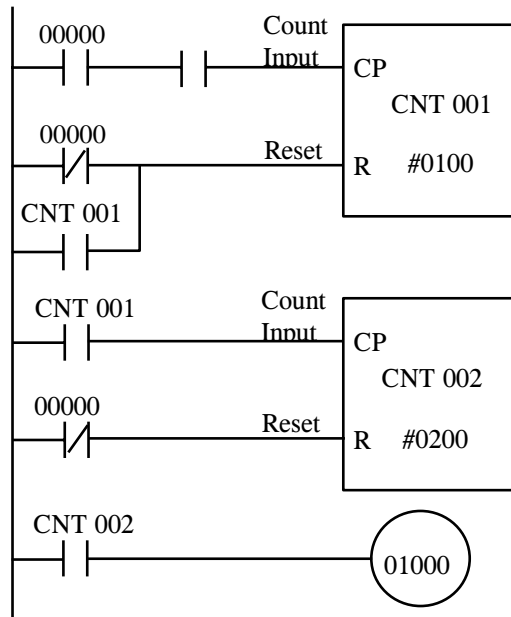 00000
Count
Input
CP
CNT 001
00000
Reset
R #0100
CNT 001
CNT 001
Count
Input
CP
CNT 002
00000
Reset
R #0200
CNT 002
01000